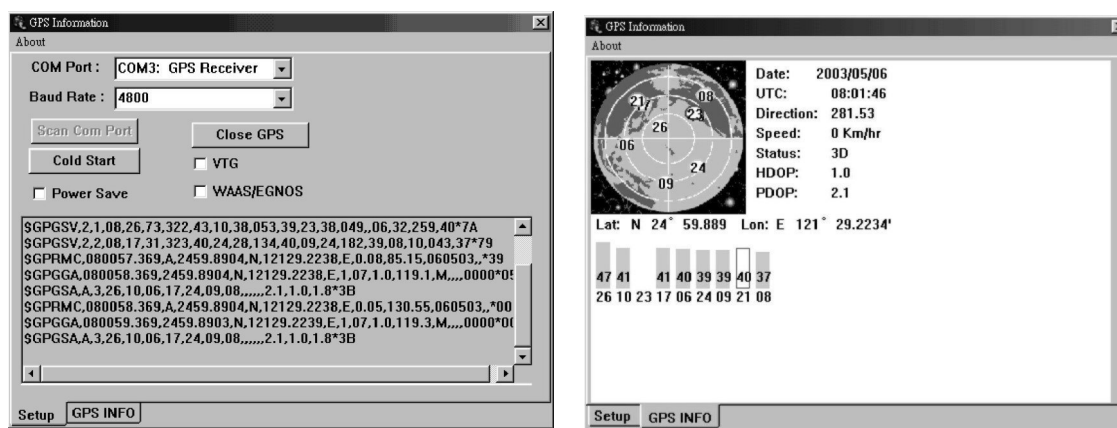 GPS Information
About
COM Port : COM3: GPS Receiver
Baud Rate : 4800
Scan Com Port
Close GPS
Cold Start
VTG
Power Save
WAAS/EGNOS
$GPGSV,2,1,08,26,73,322,43,10,38,053,39,23,38,049,,06,32,259,40*7A
$GPGSV,2,2,08,17,31,323,40,24,28,134,40,09,24,182,39,08,10,043,37*79
$GPRMC,080057.369,A,2459.8904,N,12129.2238,E,0.08,85.15,060503,,*39
$GPGGA,080058.369,2459.8904,N,12129.2238,E,1,07,1.0,119.1,M,,,,0000*05
$GPGSA,A,3,26,10,06,17,24,09,08,,,,,,2.1,1.0,1.8*3B
$GPRMC,080058.369,A,2459.8904,N,12129.2238,E,0.05,130.55,060503,,*00
$GPGGA,080059.369,2459.8903,N,12129.2239,E,1,07,1.0,119.3,M,,,,0000*0
$GPGSA,A,3,26,10,06,17,24,09,08,,,,,,2.1,1.0,1.8*3B
Setup GPS INFO
GPS Information
About
21 08
23
26
06
24
09
Date: 2003/05/06
UTC: 08:01:46
Direction: 281.53
Speed: 0 Km/hr
Status: 3D
HDOP: 1.0
PDOP: 2.1
Lat: N 24° 59.889 Lon: E 121° 29.2234'
47 41 41 40 39 39 40 37
26 10 23 17 06 24 09 21 08
Setup GPS INFO